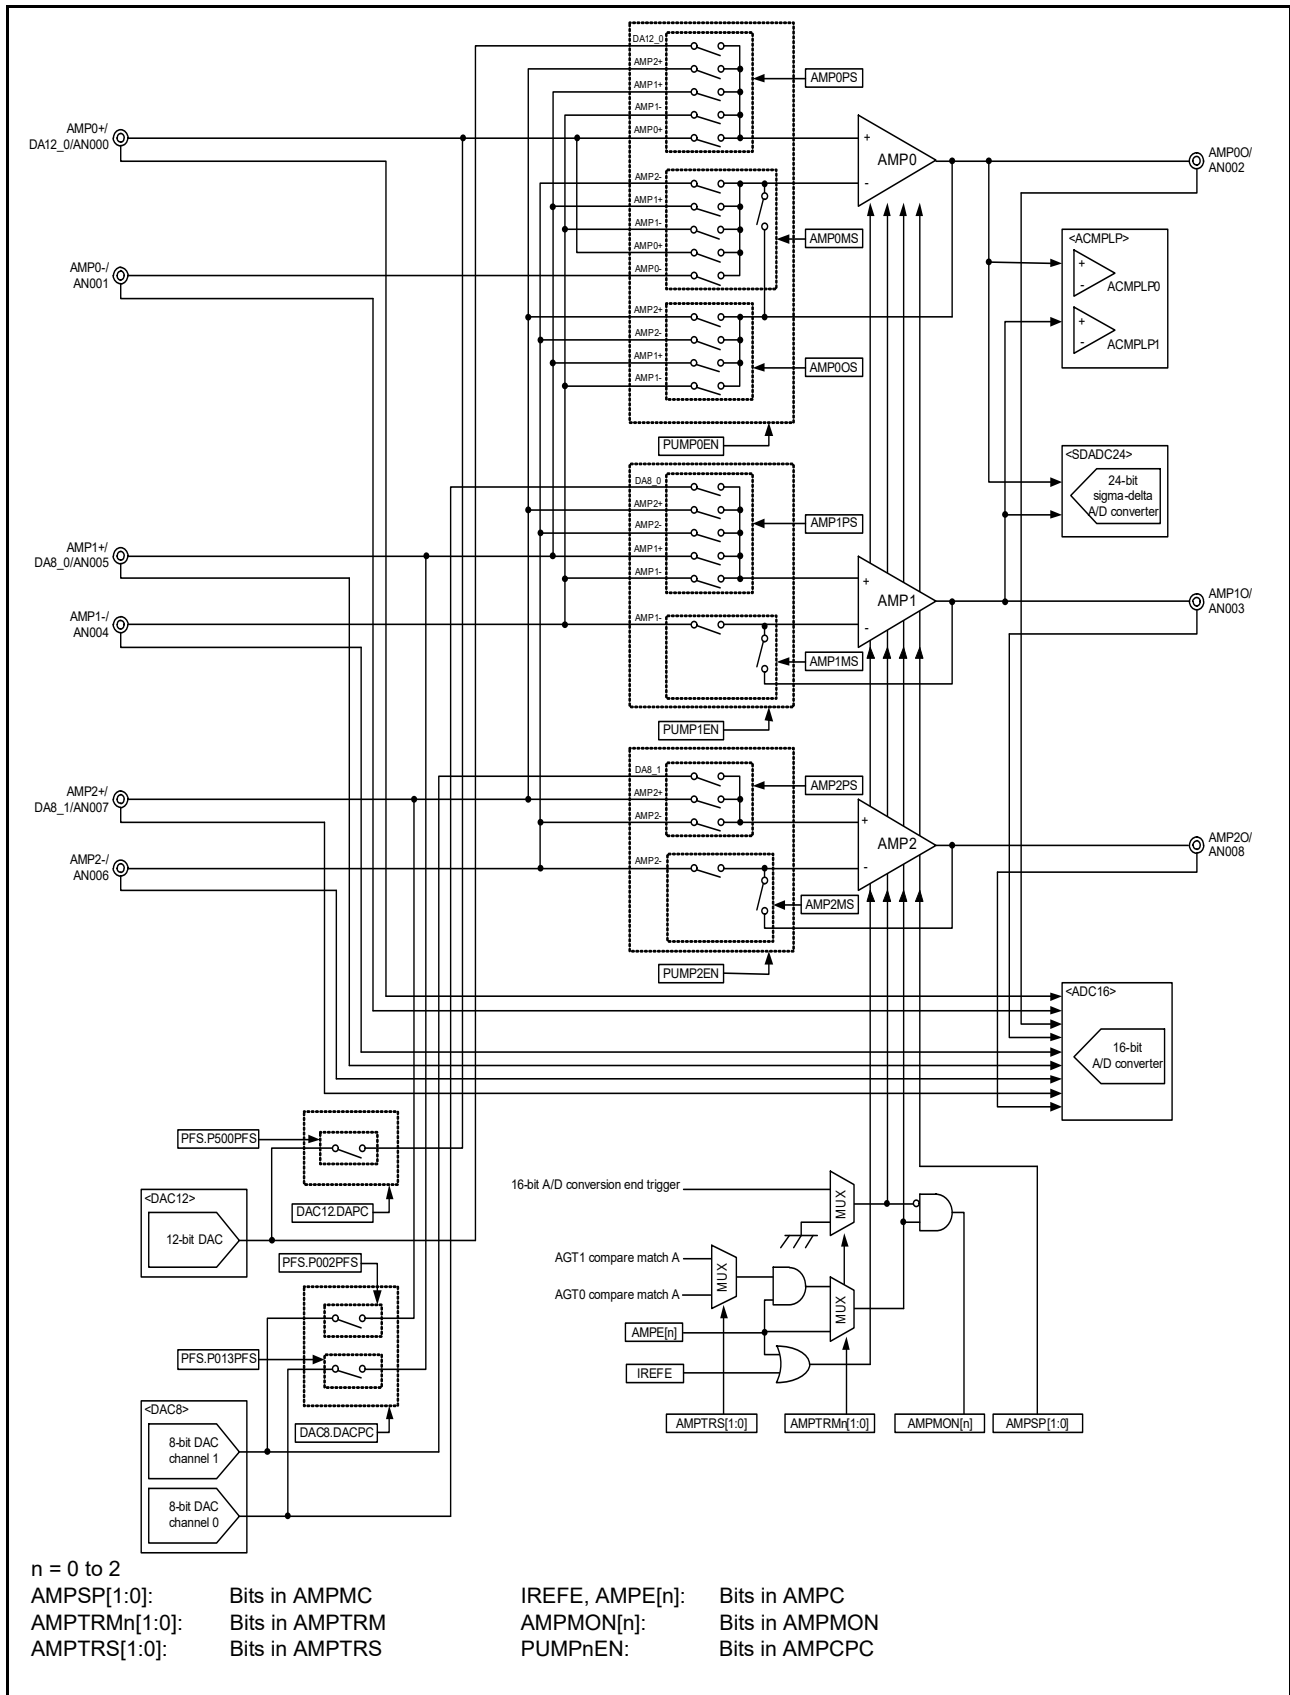 DA12_0
AMP2+
AMP1+
AMP1-
AMP0+
AMP0PS
AMP0+/
DA12_0/AN000
+
AMP0
-
AMP0O/
AN002
AMP2-
AMP1+
AMP1-
AMP0+
AMP0-
AMP0MS
AMP0-/
AN001
<ACMPLP>
+
-
ACMPLP0
+
-
ACMPLP1
AMP2+
AMP2-
AMP1+
AMP1-
AMP0OS
PUMP0EN
<SDADC24>
24-bit
sigma-delta
A/D converter
DA8_0
AMP2+
AMP2-
AMP1+
AMP1-
AMP1PS
AMP1+/
DA8_0/AN005
+
AMP1
-
AMP1O/
AN003
AMP1-/
AN004
AMP1-
AMP1MS
PUMP1EN
DA8_1
AMP2+
AMP2-
AMP2PS
AMP2+/
DA8_1/AN007
+
AMP2
-
AMP2O/
AN008
AMP2-/
AN006
AMP2-
AMP2MS
PUMP2EN
<ADC16>
16-bit
A/D converter
PFS.P500PFS
DAC12.DAPC
<DAC12>
12-bit DAC
PFS.P002PFS
PFS.P013PFS
DAC8.DACPC
<DAC8>
8-bit DAC
channel 1
8-bit DAC
channel 0
16-bit A/D conversion end trigger
MUX
AGT1 compare match A
AGT0 compare match A
MUX
MUX
AMPE[n]
IREFE
AMPTRS[1:0]
AMPTRMn[1:0]
AMPMON[n]
AMPSP[1:0]
n = 0 to 2
AMPSP[1:0]: Bits in AMPMC IREFE, AMPE[n]: Bits in AMPC
AMPTRMn[1:0]: Bits in AMPTRM AMPMON[n]: Bits in AMPMON
AMPTRS[1:0]: Bits in AMPTRS PUMPnEN: Bits in AMPCPC